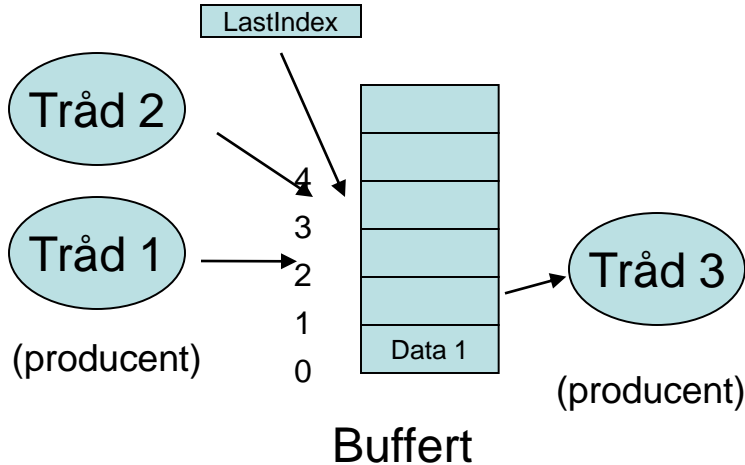 LastIndex
Tråd 2
4
3
Tråd 1
2
Tråd 3
1
(producent)
Data 1
0
(producent)
Buffert